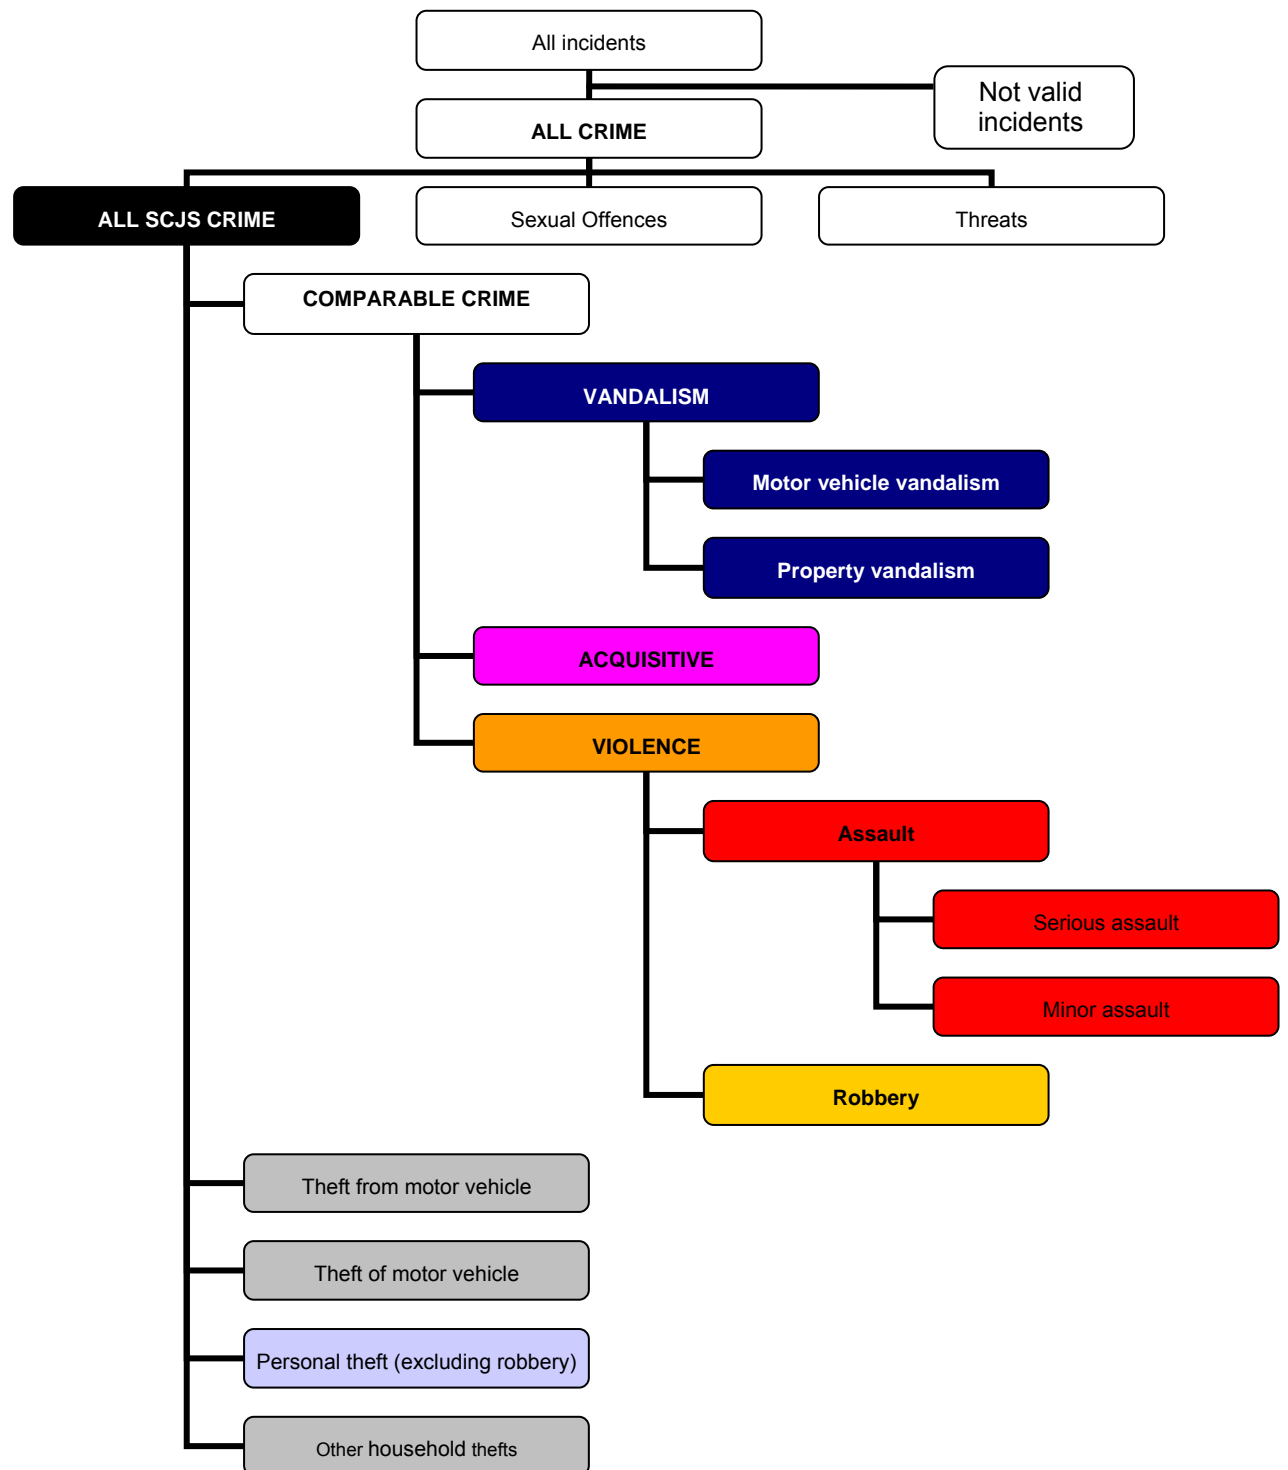 All incidents
Not valid
incidents
ALL CRIME
ALL SCJS CRIME
Sexual Offences
Threats
COMPARABLE CRIME
VANDALISM
Motor vehicle vandalism
Property vandalism
ACQUISITIVE
VIOLENCE
Assault
Serious assault
Minor assault
Robbery
Theft from motor vehicle
Theft of motor vehicle
Personal theft (excluding robbery)
Other household thefts